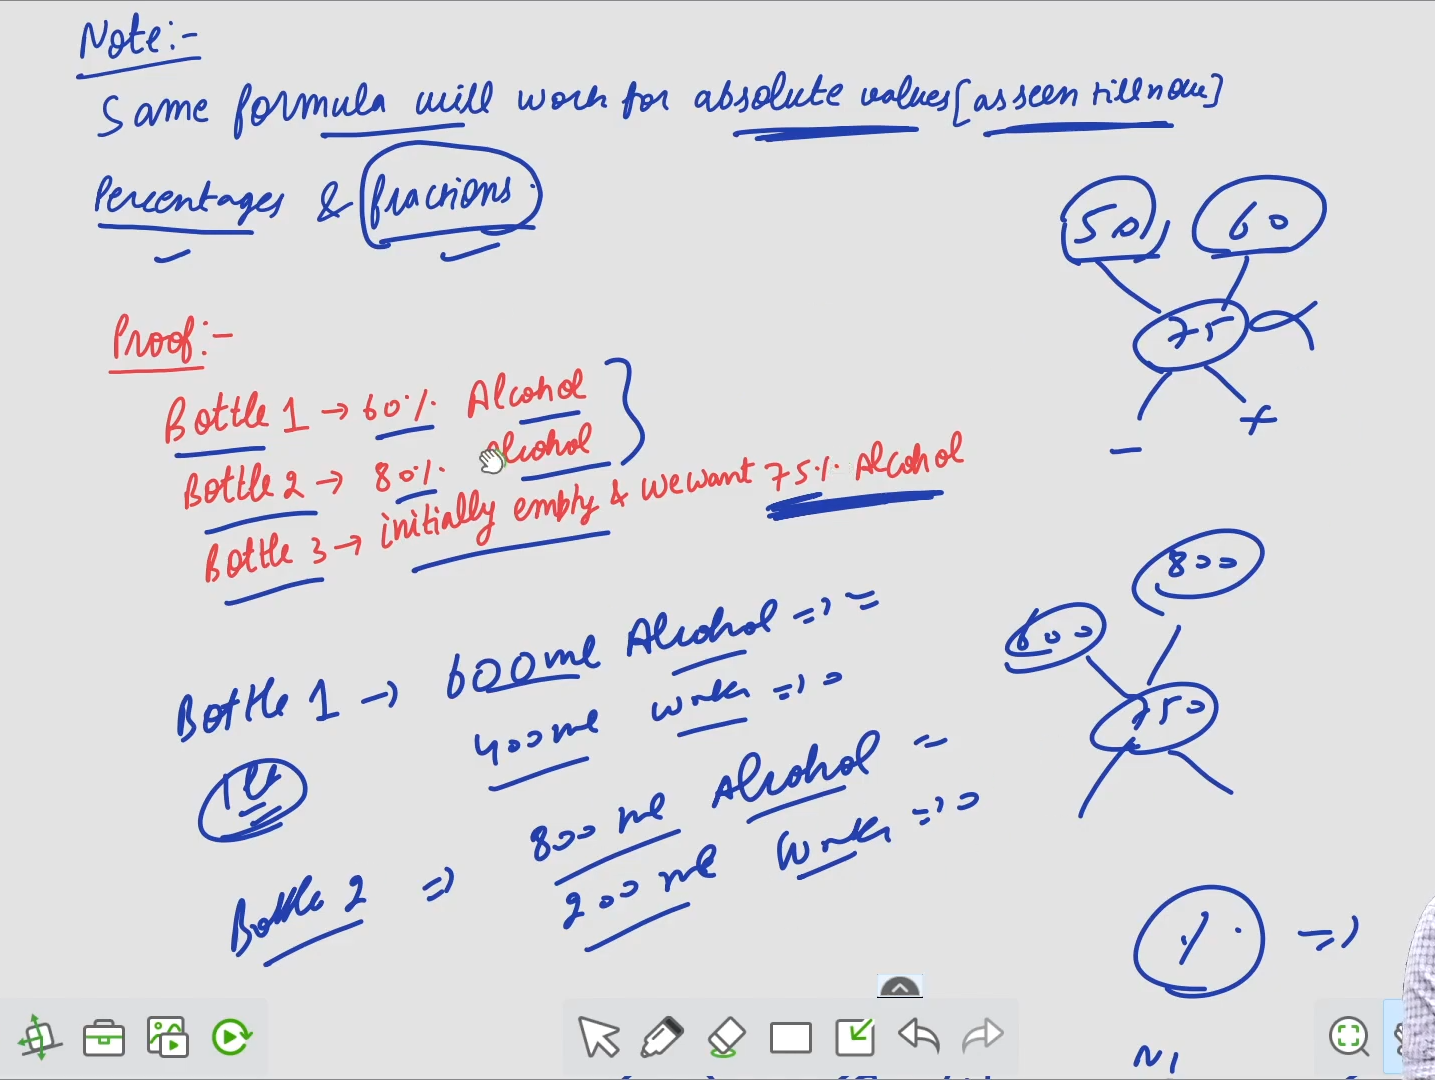 Note:-
Same formula will work for absolute values [as seen till now]
Percentages & fractions
50 60
75
- +
Proof:-
Bottle 1 → 60% Alcohol
Bottle 2 → 80% Alcohol
Bottle 3 → initially empty & we want 75% Alcohol
800
600
750
Bottle 1 → 600ml Alcohol =>
400ml water =>
1 lt
Bottle 2 => 800 ml Alcohol =
200 ml water =>
% =>
N1